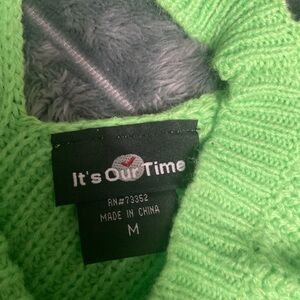 It's Our Time
RN#73352
MADE IN CHINA
M